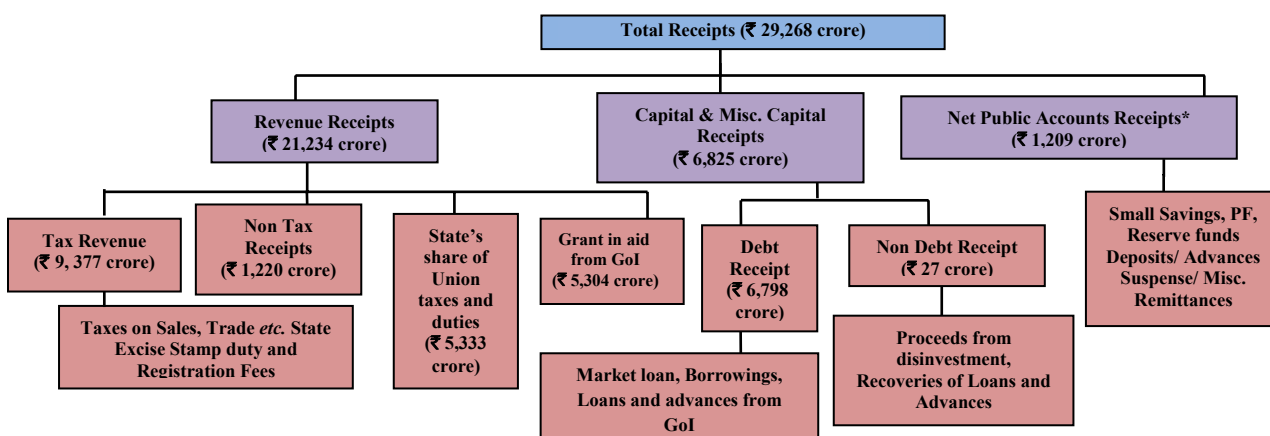 Total Receipts (₹ 29,268 crore)
Revenue Receipts
(₹ 21,234 crore)
Capital & Misc. Capital
Receipts
(₹ 6,825 crore)
Net Public Accounts Receipts*
(₹ 1,209 crore)
Tax Revenue
(₹ 9, 377 crore)
Non Tax
Receipts
(₹ 1,220 crore)
State’s
share of
Union
taxes and
duties
(₹ 5,333
crore)
Grant in aid
from GoI
(₹ 5,304 crore)
Debt
Receipt
(₹ 6,798
crore)
Non Debt Receipt
(₹ 27 crore)
Small Savings, PF,
Reserve funds
Deposits/ Advances
Suspense/ Misc.
Remittances
Taxes on Sales, Trade etc. State
Excise Stamp duty and
Registration Fees
Market loan, Borrowings,
Loans and advances from
GoI
Proceeds from
disinvestment,
Recoveries of Loans and
Advances